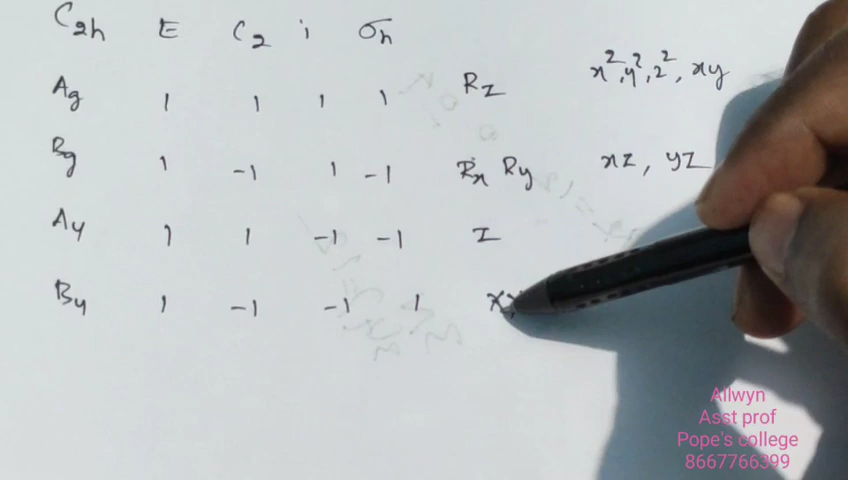 C2h E C2 i σh
Ag 1 1 1 1 Rz x²,y²,z², xy
Bg 1 -1 1 -1 Rx Ry xz, yz
Au 1 1 -1 -1 z
Bu 1 -1 -1 1 x,
Allwyn
Asst prof
Pope's college
8667766399